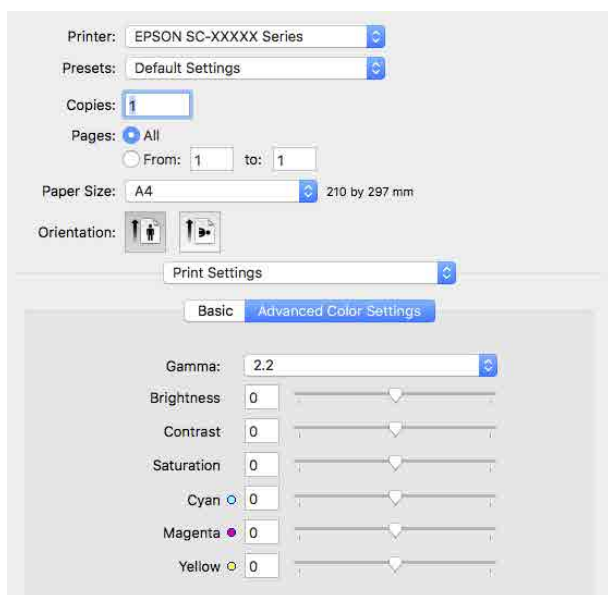 Printer: EPSON SC-XXXXX Series
Presets: Default Settings
Copies: 1
Pages: All
From: 1 to: 1
Paper Size: A4 210 by 297 mm
Orientation:
Print Settings
Basic Advanced Color Settings
Gamma: 2.2
Brightness 0
Contrast 0
Saturation 0
Cyan 0
Magenta 0
Yellow 0